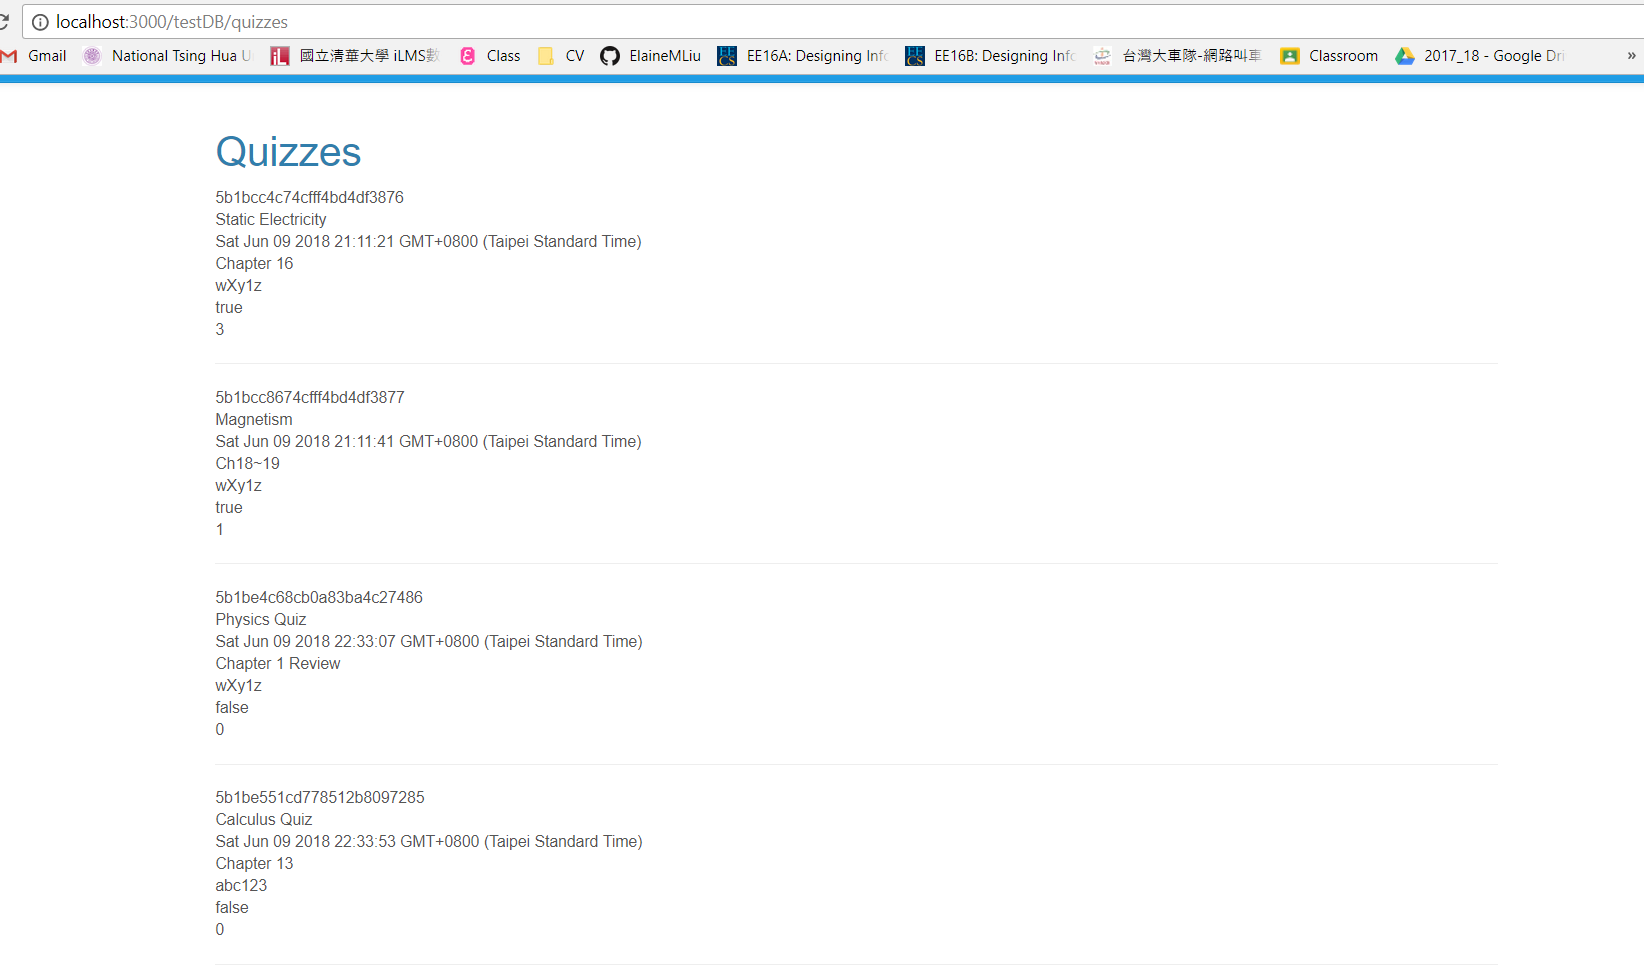 localhost:3000/testDB/quizzes
Gmail National Tsing Hua U 國立清華大學 iLMS數 Class CV ElaineMLiu EE16A: Designing Info EE16B: Designing Info 台灣大車隊-網路叫車 Classroom 2017_18 - Google Dri »
Quizzes
5b1bcc4c74cfff4bd4df3876
Static Electricity
Sat Jun 09 2018 21:11:21 GMT+0800 (Taipei Standard Time)
Chapter 16
wXy1z
true
3
5b1bcc8674cfff4bd4df3877
Magnetism
Sat Jun 09 2018 21:11:41 GMT+0800 (Taipei Standard Time)
Ch18~19
wXy1z
true
1
5b1be4c68cb0a83ba4c27486
Physics Quiz
Sat Jun 09 2018 22:33:07 GMT+0800 (Taipei Standard Time)
Chapter 1 Review
wXy1z
false
0
5b1be551cd778512b8097285
Calculus Quiz
Sat Jun 09 2018 22:33:53 GMT+0800 (Taipei Standard Time)
Chapter 13
abc123
false
0